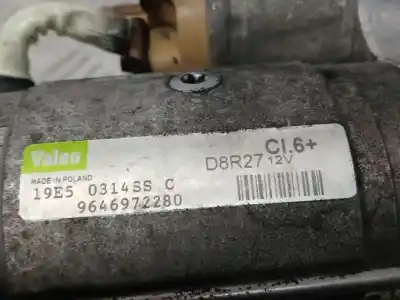 Valeo
MADE IN POLAND
D8R27 12V
Cl.6+
19E5 0314SS C
9646972280